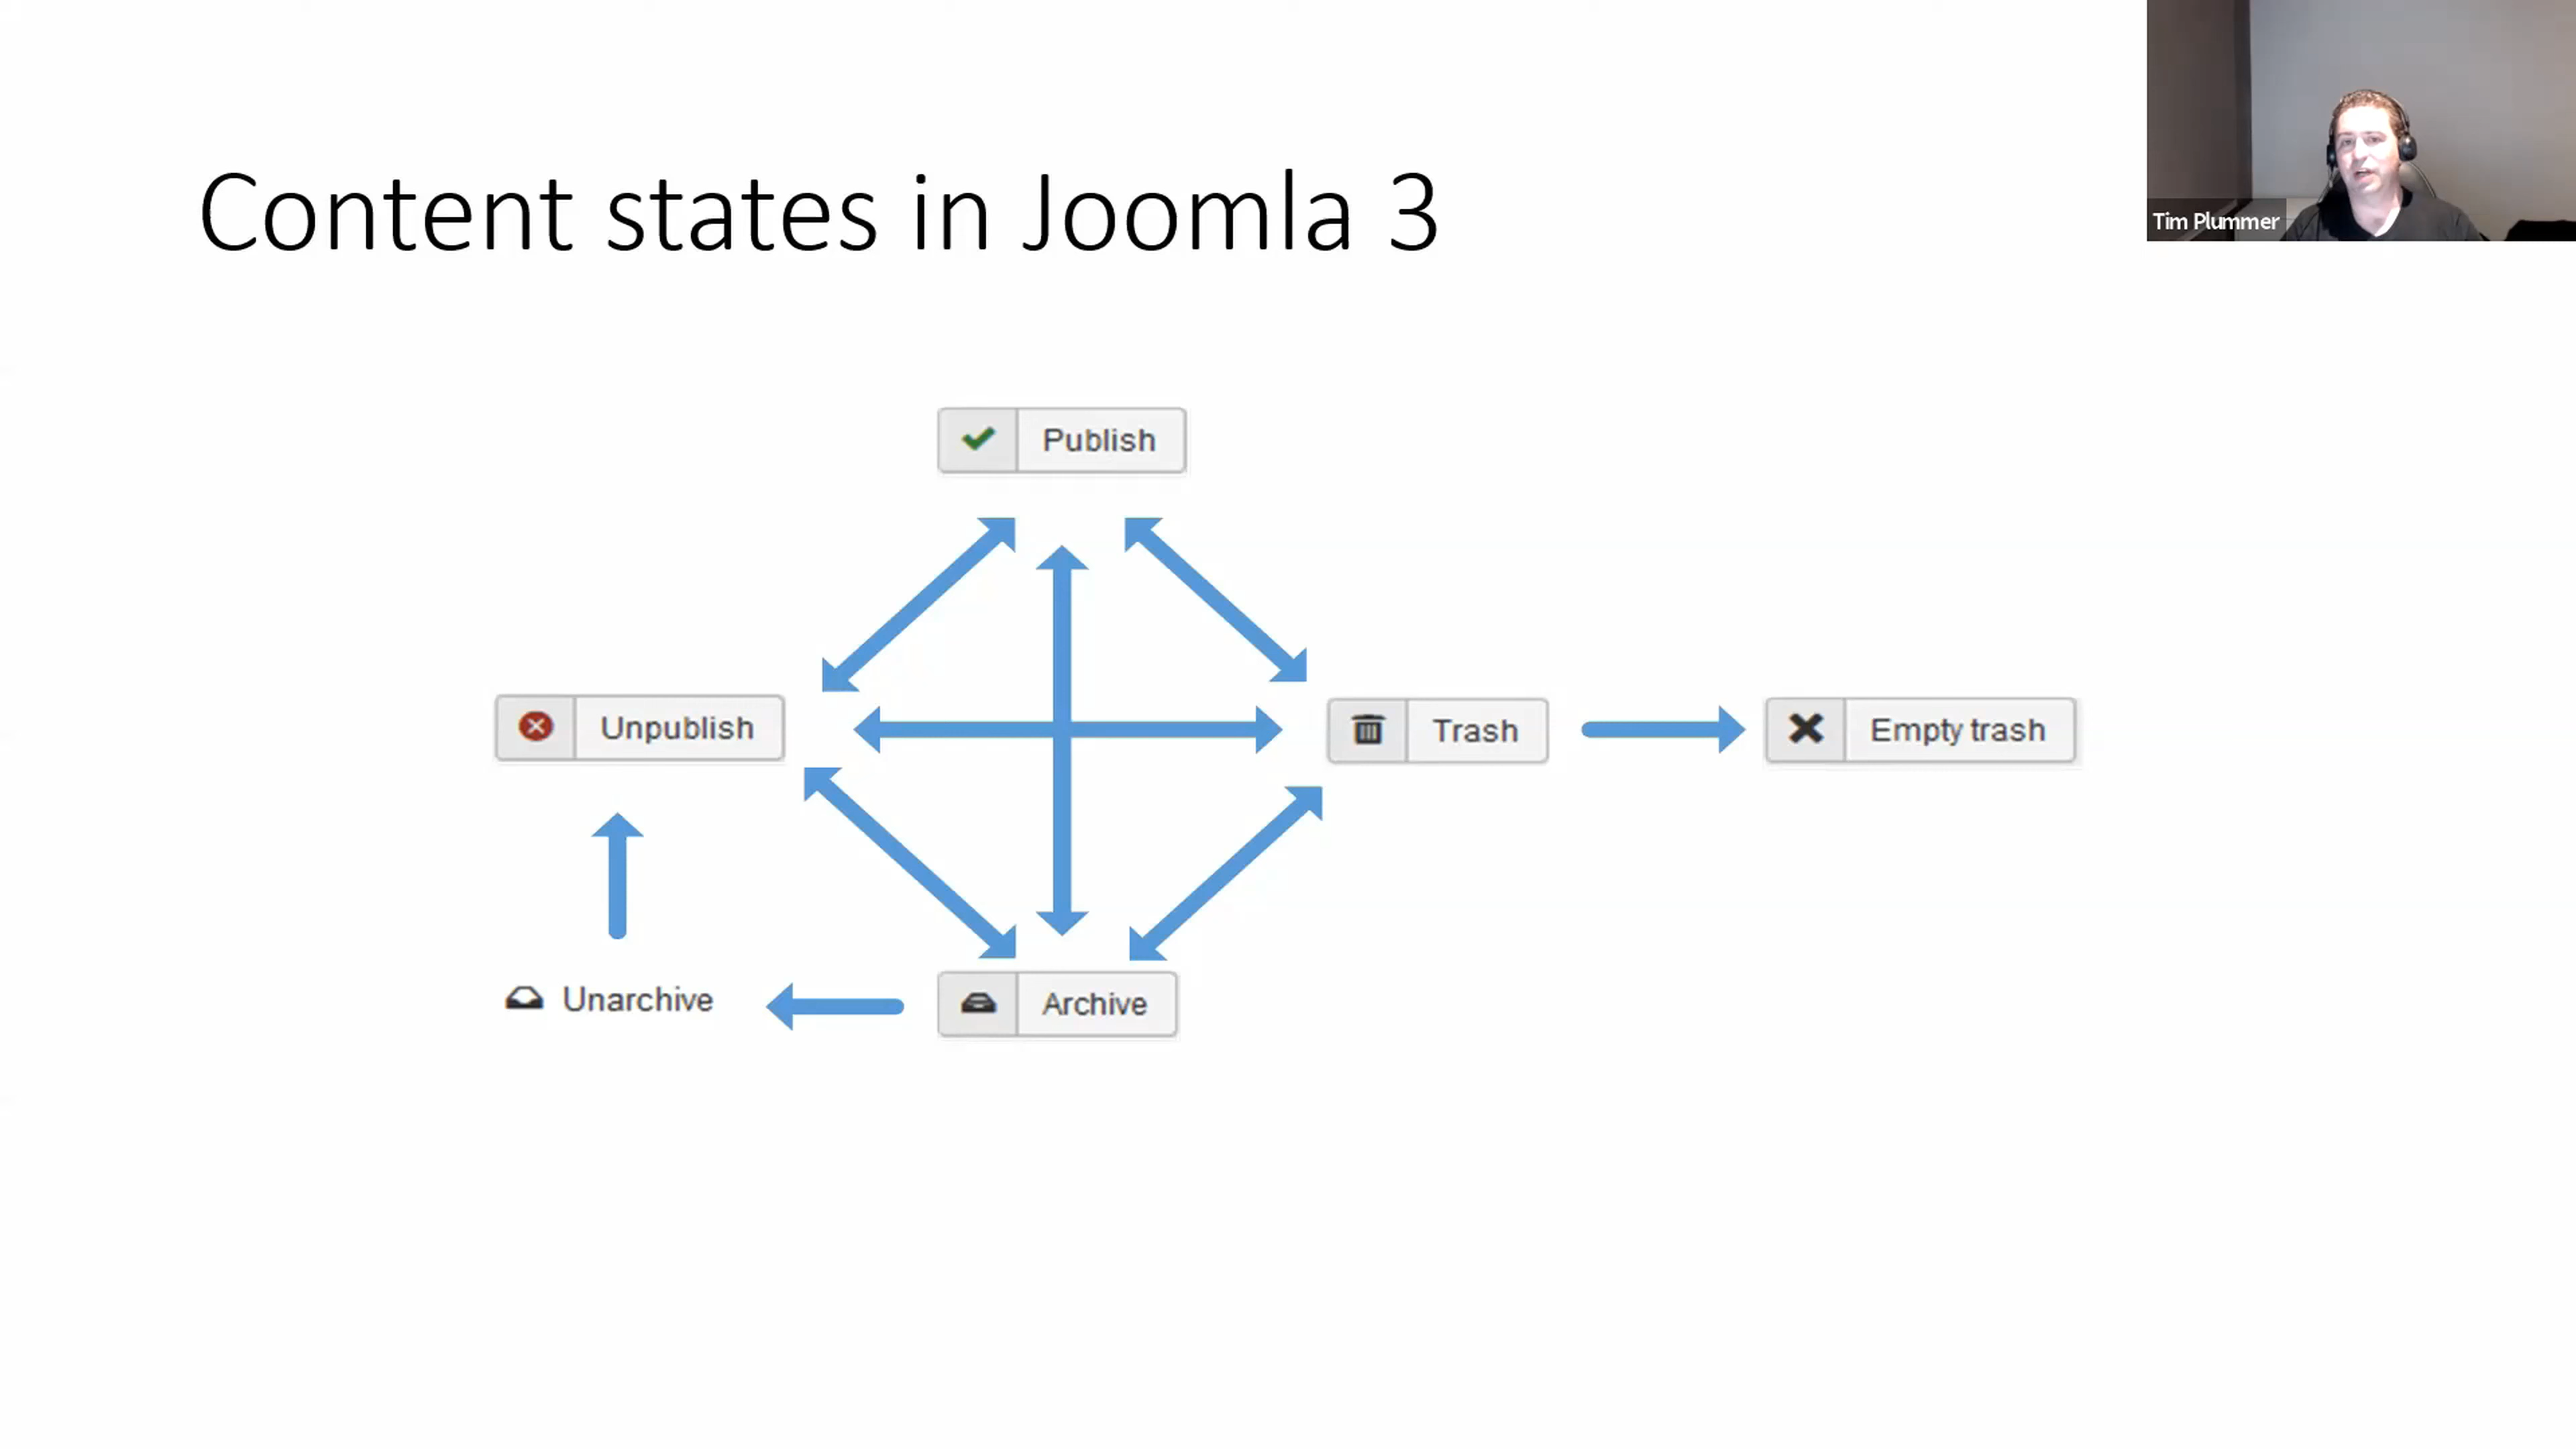 Content states in Joomla 3
Tim Plummer
Publish
Unpublish
Trash
Empty trash
Unarchive
Archive